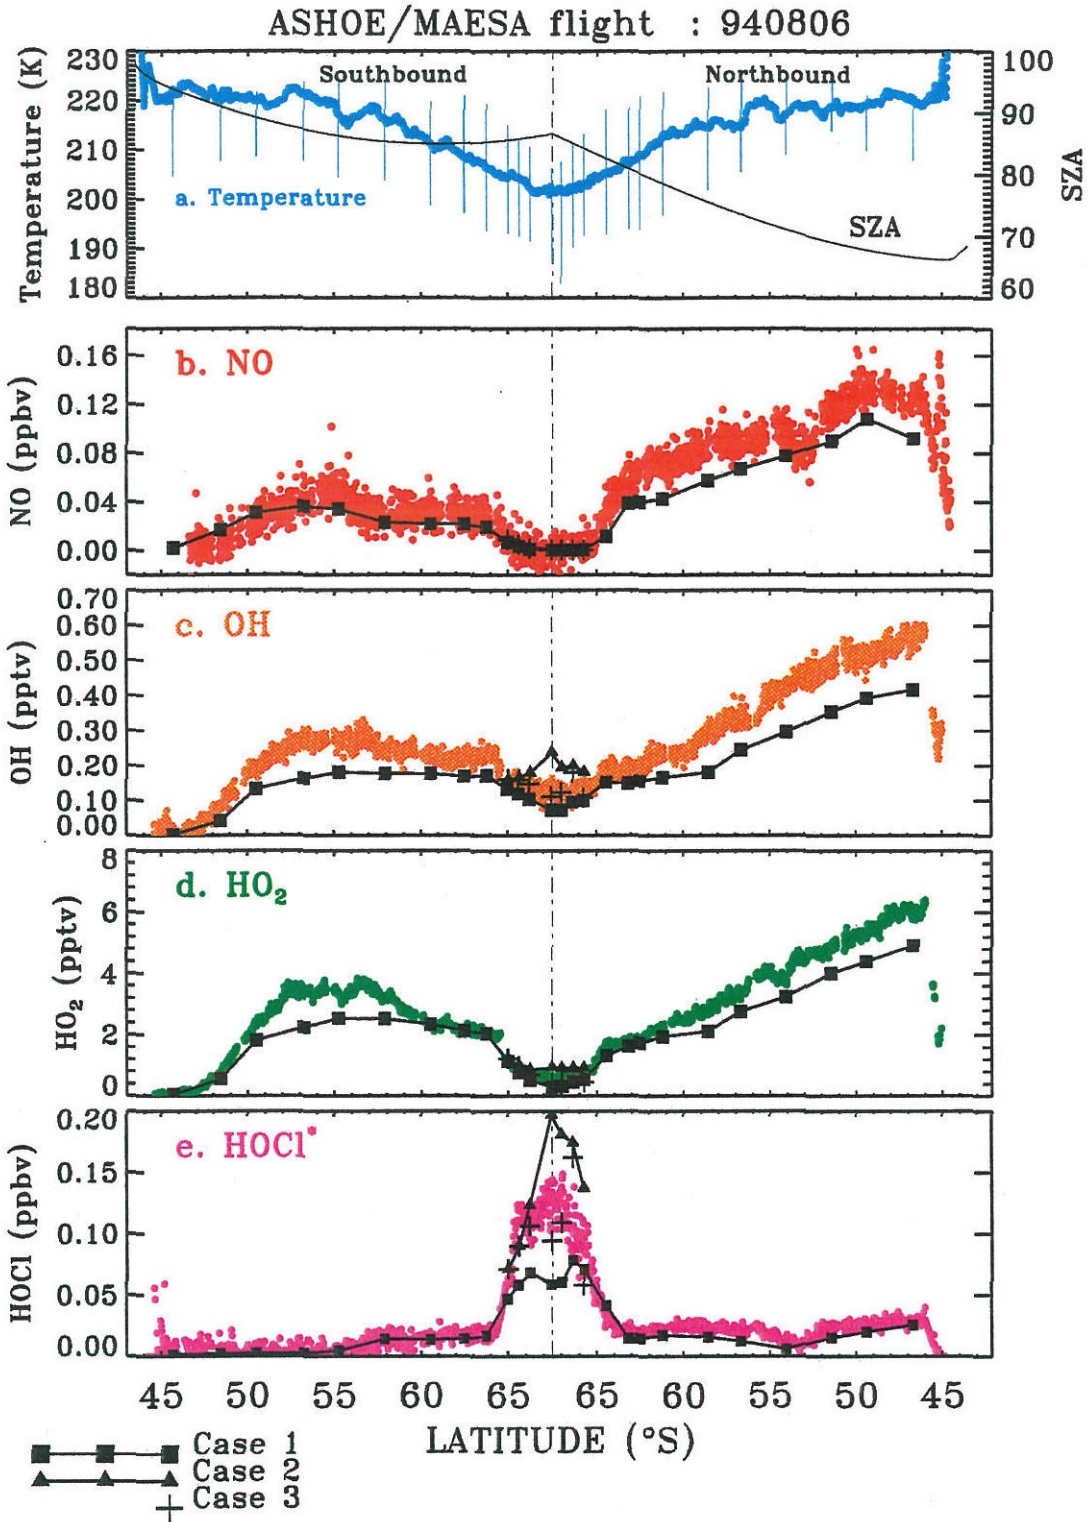 ASHOE/MAESA flight : 940806
Temperature (K)
230
220
210
200
190
180
Southbound
Northbound
a. Temperature
SZA
100
90
80
70
60
SZA
NO (ppbv)
0.16
0.12
0.08
0.04
0.00
b. NO
OH (pptv)
0.70
0.60
0.50
0.40
0.30
0.20
0.10
0.00
c. OH
HO₂ (pptv)
8
6
4
2
0
d. HO₂
HOCl (ppbv)
0.20
0.15
0.10
0.05
0.00
e. HOCl*
45 50 55 60 65 65 60 55 50 45
LATITUDE (°S)
Case 1
Case 2
Case 3